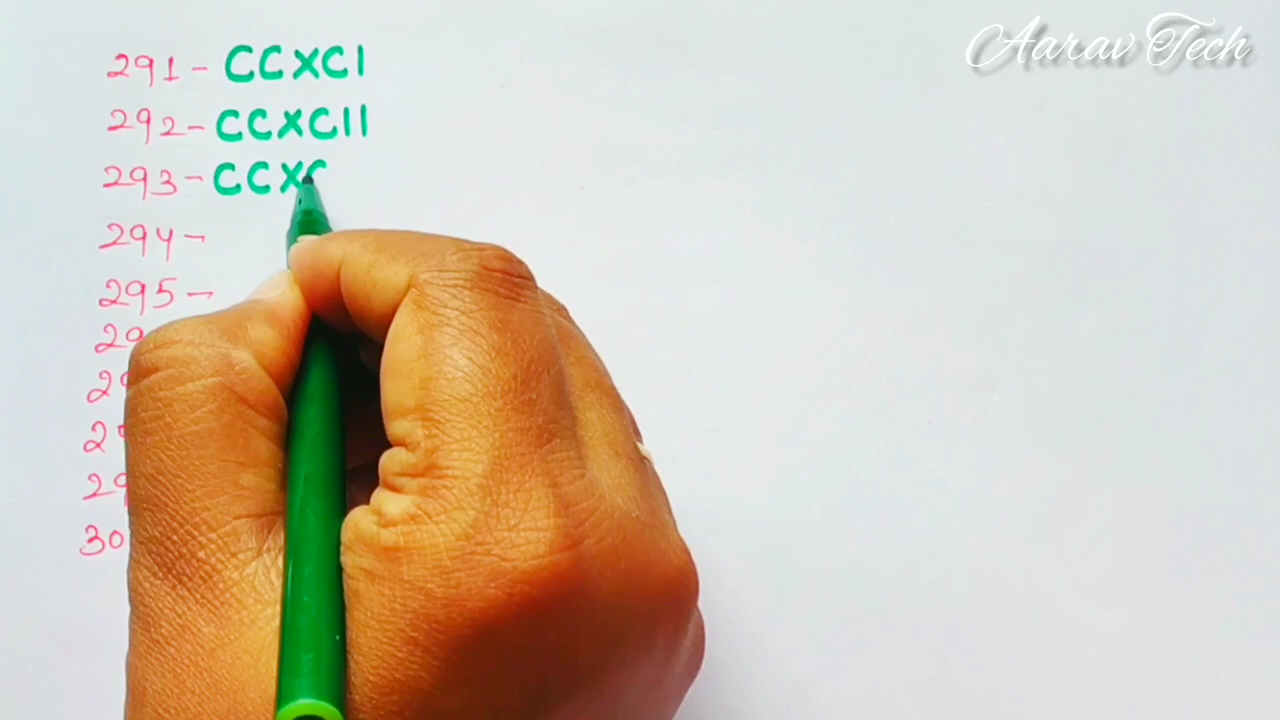 Aarav Tech
291- CCXCI
292- CCXCII
293- CCXC
294-
295-